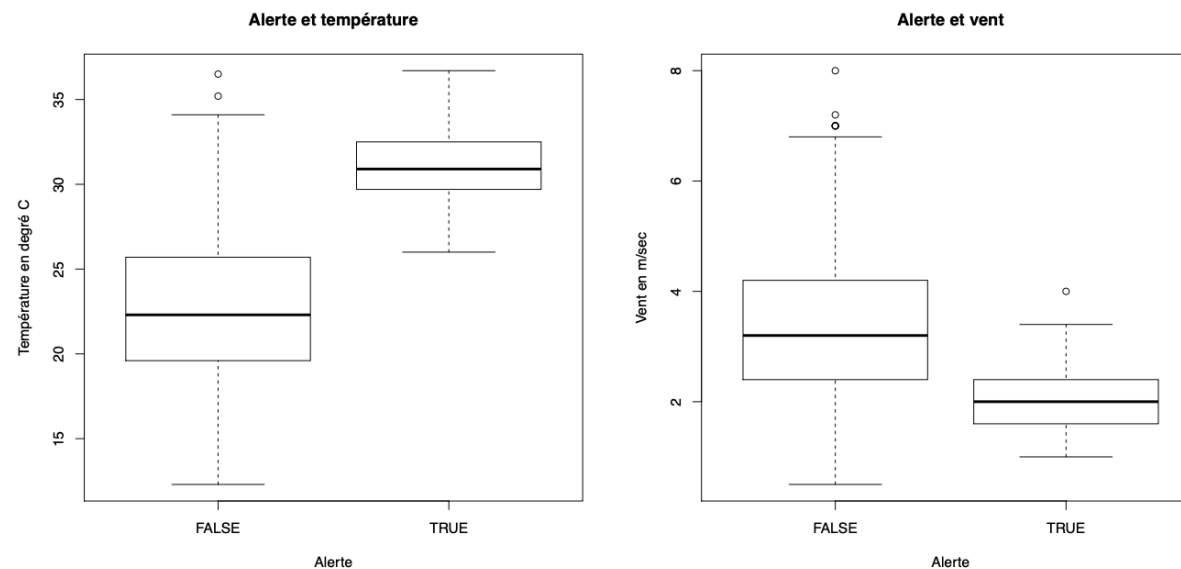 Alerte et température
Température en degré C
35
30
25
20
15
FALSE
TRUE
Alerte
Alerte et vent
Vent en m/sec
8
6
4
2
FALSE
TRUE
Alerte